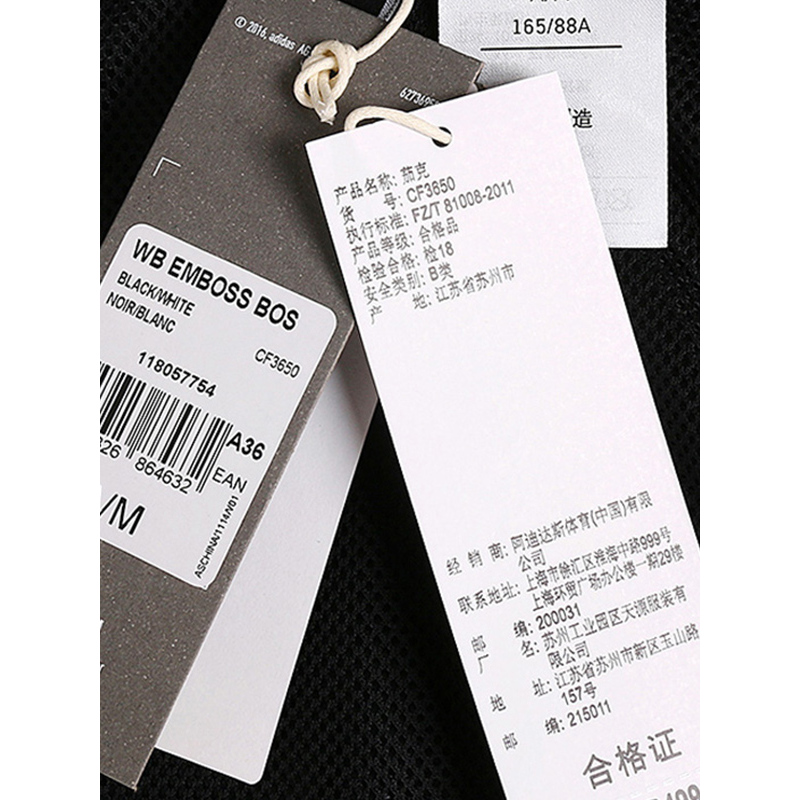 © 2016, adidas AG
165/88A
造
WB EMBOSS BOS
BLACK/WHITE
NOIR/BLANC
CF3650
118057754
A36
864632
EAN
/M
ASCHINA/1114/V01
产品名称: 茄克
货 号: CF3650
执行标准: FZ/T 81008-2011
产品等级: 合格品
检验合格: 检18
安全类别: B类
产 地: 江苏省苏州市
经 销 商: 阿迪达斯体育(中国)有限
公司
联系地址: 上海市徐汇区淮海中路999号
上海环贸广场办公楼一期29楼
邮 编: 200031
厂 名: 苏州工业园区天源服装有
限公司
地 址: 江苏省苏州市新区玉山路
157号
邮 编: 215011
合格证